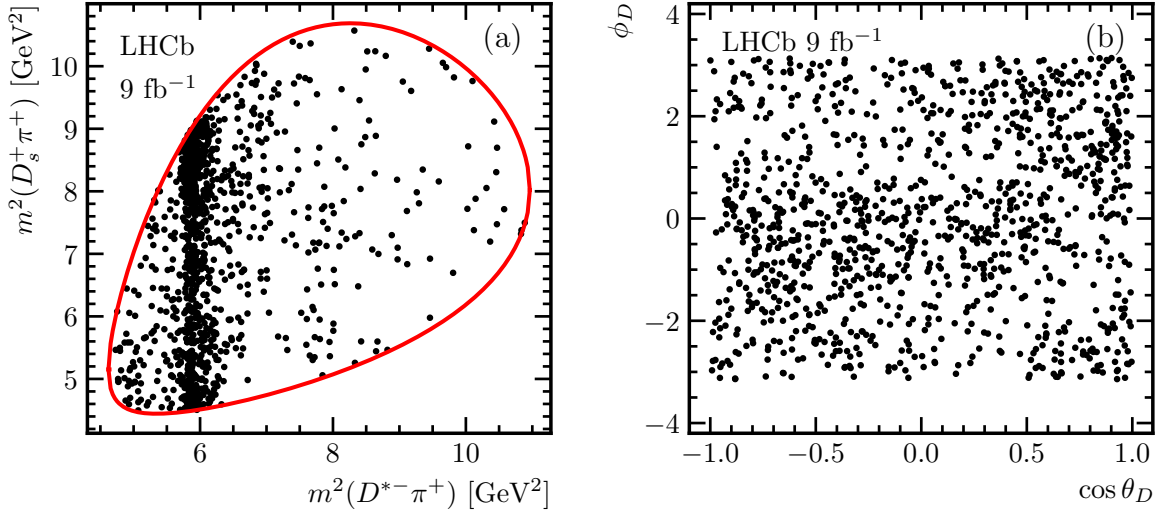 LHCb
9 fb⁻¹
(a)
10
9
8
7
6
5
m²(D_s⁺π⁺) [GeV²]
6
8
10
m²(D*⁻π⁺) [GeV²]
LHCb 9 fb⁻¹
(b)
4
2
0
−2
−4
ϕ_D
−1.0
−0.5
0.0
0.5
1.0
cos θ_D